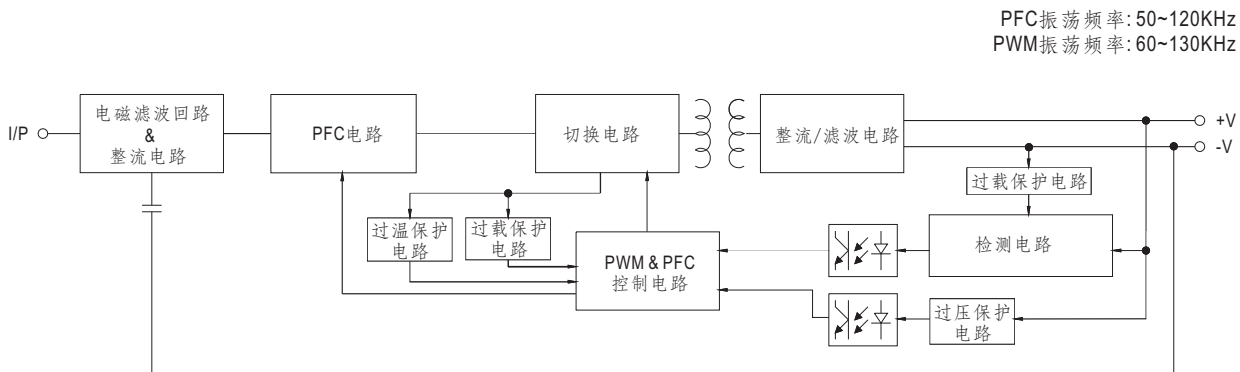 PFC振荡频率: 50~120KHz
PWM振荡频率: 60~130KHz
I/P
电磁滤波回路
&
整流电路
PFC电路
切换电路
整流/滤波电路
+V
-V
过载保护电路
过温保护
电路
过载保护
电路
PWM & PFC
控制电路
检测电路
过压保护
电路